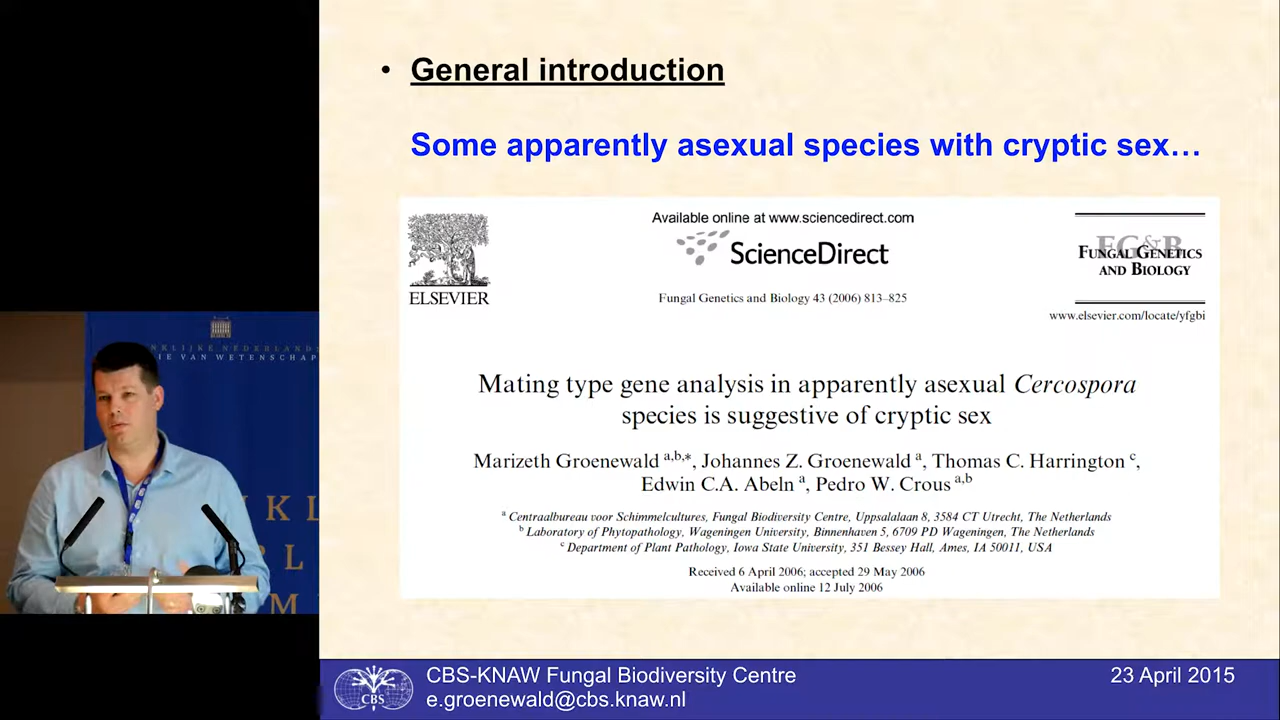 • General introduction
Some apparently asexual species with cryptic sex…
Available online at www.sciencedirect.com
ScienceDirect
ELSEVIER
Fungal Genetics and Biology 43 (2006) 813–825
FG&B
FUNGAL GENETICS
AND BIOLOGY
www.elsevier.com/locate/yfgbi
Mating type gene analysis in apparently asexual Cercospora
species is suggestive of cryptic sex
Marizeth Groenewald a,b,*, Johannes Z. Groenewald a, Thomas C. Harrington c,
Edwin C.A. Abeln a, Pedro W. Crous a,b
a Centraalbureau voor Schimmelcultures, Fungal Biodiversity Centre, Uppsalalaan 8, 3584 CT Utrecht, The Netherlands
b Laboratory of Phytopathology, Wageningen University, Binnenhaven 5, 6709 PD Wageningen, The Netherlands
c Department of Plant Pathology, Iowa State University, 351 Bessey Hall, Ames, IA 50011, USA
Received 6 April 2006; accepted 29 May 2006
Available online 12 July 2006
NKLIJKE NEDERLANDS
IE VAN WETENSCHAP
K L
P L
E M
CBS
CBS-KNAW Fungal Biodiversity Centre
e.groenewald@cbs.knaw.nl
23 April 2015